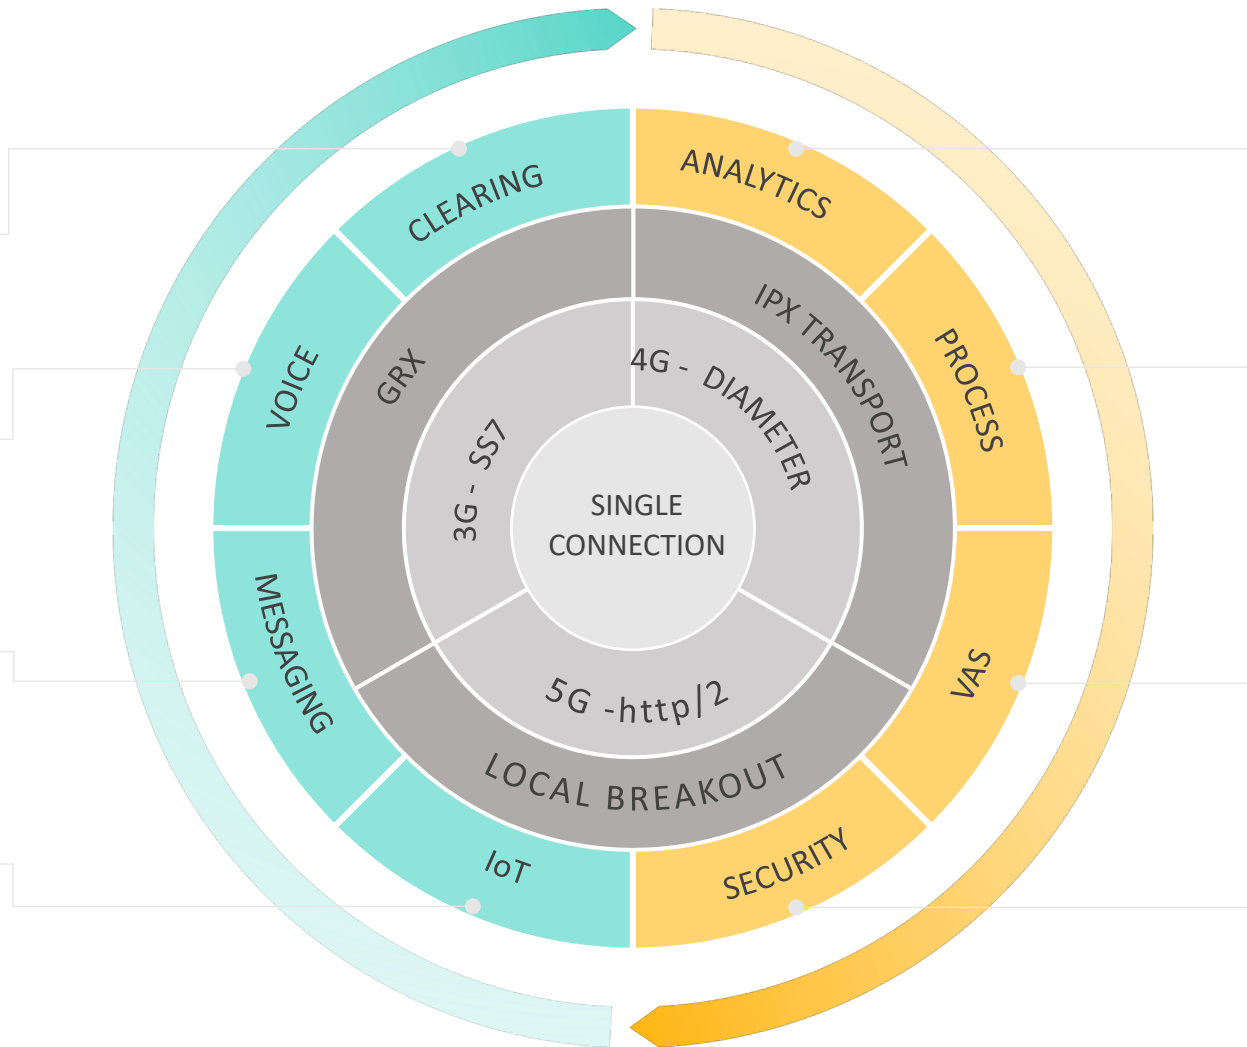 CLEARING
ANALYTICS
VOICE
GRX
IPX TRANSPORT
PROCESS
3G - SS7
4G - DIAMETER
SINGLE
CONNECTION
MESSAGING
5G -http/2
VAS
LOCAL BREAKOUT
IoT
SECURITY